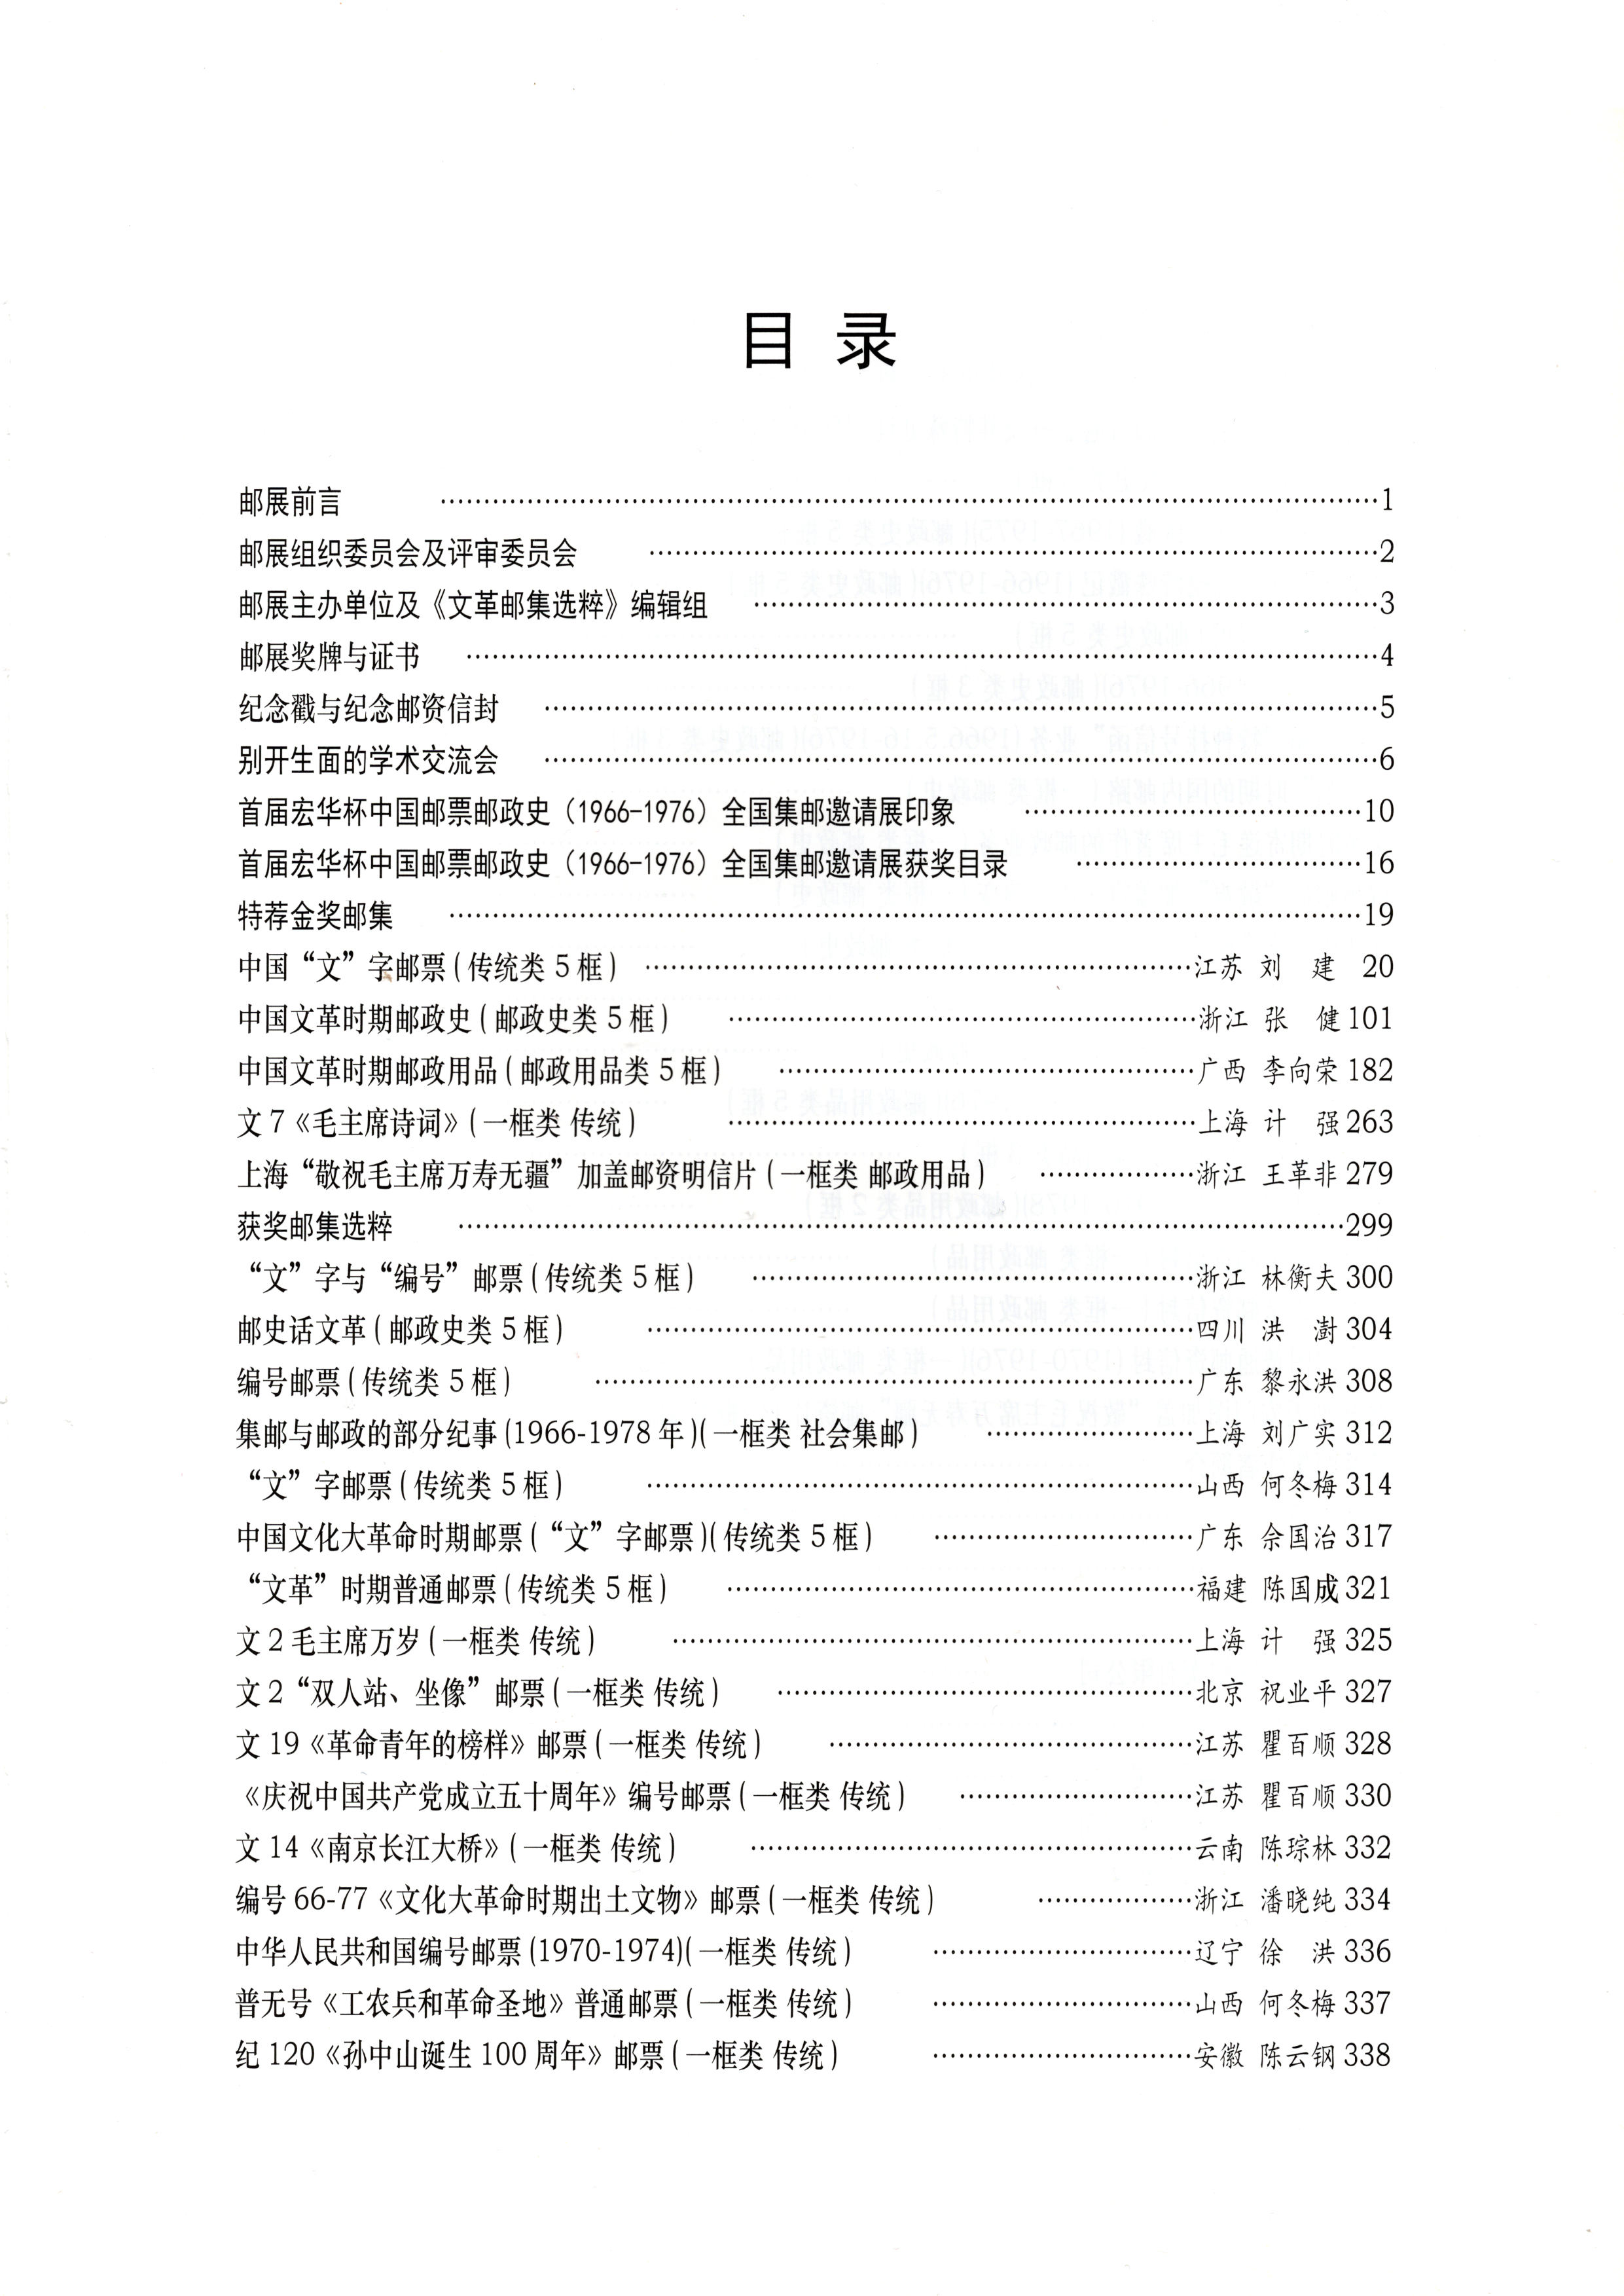 目 录
邮展前言 ……………………………………………………1
邮展组织委员会及评审委员会 ……………………………………………………2
邮展主办单位及《文革邮集选粹》编辑组 ……………………………………………………3
邮展奖牌与证书 ……………………………………………………4
纪念戳与纪念邮资信封 ……………………………………………………5
别开生面的学术交流会 ……………………………………………………6
首届宏华杯中国邮票邮政史（1966-1976）全国集邮邀请展印象 ……………………………10
首届宏华杯中国邮票邮政史（1966-1976）全国集邮邀请展获奖目录 ……………………………16
特荐金奖邮集 ……………………………………………………19
中国“文”字邮票(传统类 5 框) ……………………………江苏 刘 建 20
中国文革时期邮政史(邮政史类 5 框) ……………………………浙江 张 健 101
中国文革时期邮政用品(邮政用品类 5 框) ……………………………广西 李向荣 182
文 7《毛主席诗词》(一框类 传统) ……………………………上海 计 强 263
上海“敬祝毛主席万寿无疆”加盖邮资明信片(一框类 邮政用品) ………………浙江 王革非 279
获奖邮集选粹 ……………………………………………………299
“文”字与“编号”邮票(传统类 5 框) ……………………………浙江 林衡夫 300
邮史话文革(邮政史类 5 框) ……………………………四川 洪 澍 304
编号邮票(传统类 5 框) ……………………………广东 黎永洪 308
集邮与邮政的部分纪事(1966-1978 年)(一框类 社会集邮) ……………………上海 刘广实 312
“文”字邮票(传统类 5 框) ……………………………山西 何冬梅 314
中国文化大革命时期邮票(“文”字邮票)(传统类 5 框) ……………………广东 佘国治 317
“文革”时期普通邮票(传统类 5 框) ……………………………福建 陈国成 321
文 2 毛主席万岁(一框类 传统) ……………………………上海 计 强 325
文 2“双人站、坐像”邮票(一框类 传统) ……………………………北京 祝业平 327
文 19《革命青年的榜样》邮票(一框类 传统) ……………………………江苏 瞿百顺 328
《庆祝中国共产党成立五十周年》编号邮票(一框类 传统) ……………………江苏 瞿百顺 330
文 14《南京长江大桥》(一框类 传统) ……………………………云南 陈琮林 332
编号 66-77《文化大革命时期出土文物》邮票(一框类 传统) ………………浙江 潘晓纯 334
中华人民共和国编号邮票(1970-1974)(一框类 传统) ……………………辽宁 徐 洪 336
普无号《工农兵和革命圣地》普通邮票(一框类 传统) ……………………山西 何冬梅 337
纪 120《孙中山诞生 100 周年》邮票(一框类 传统) ……………………安徽 陈云钢 338